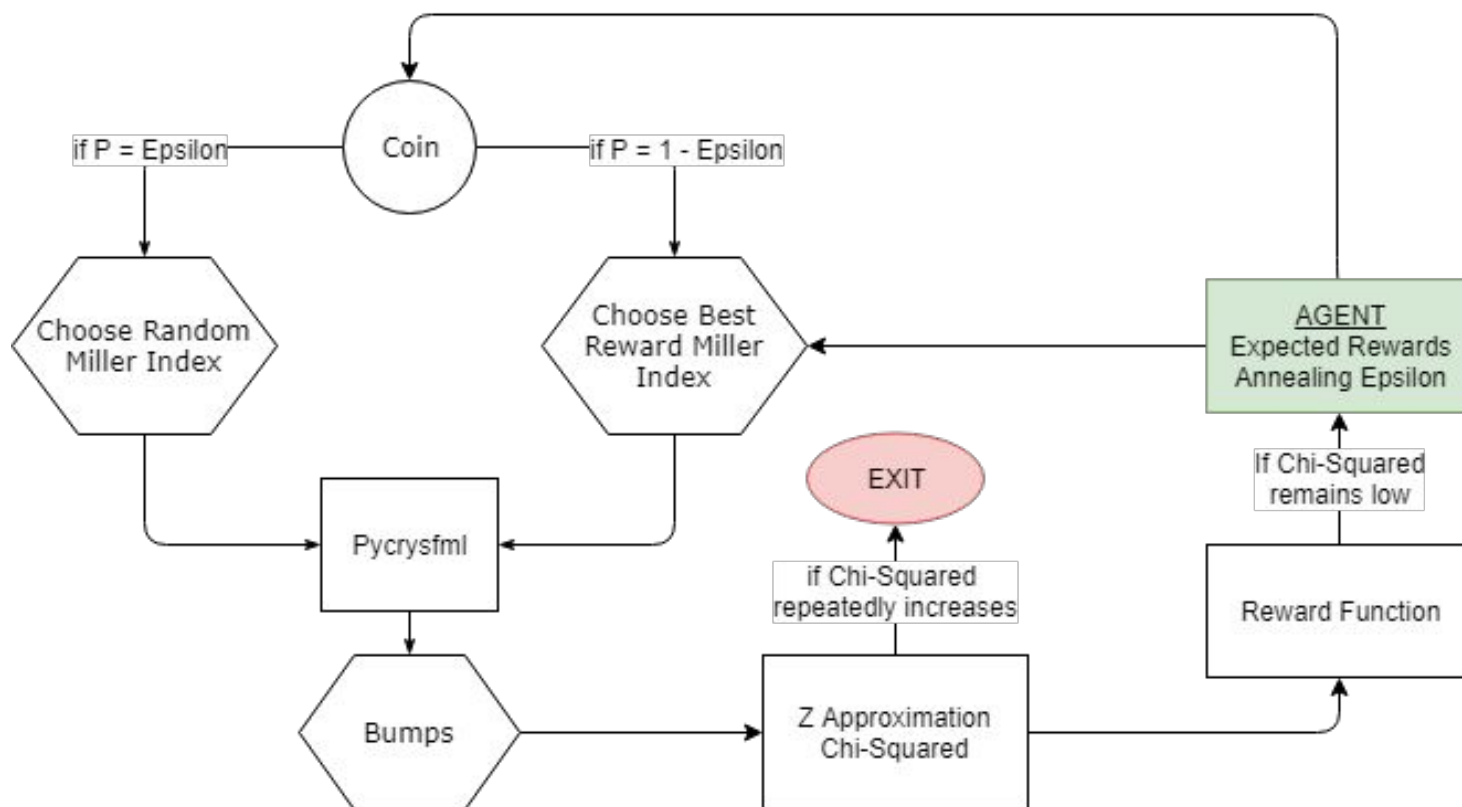 Coin
if P = Epsilon
if P = 1 - Epsilon
Choose Random
Miller Index
Choose Best
Reward Miller
Index
AGENT
Expected Rewards
Annealing Epsilon
EXIT
If Chi-Squared
remains low
Pycrysfml
if Chi-Squared
repeatedly increases
Reward Function
Bumps
Z Approximation
Chi-Squared